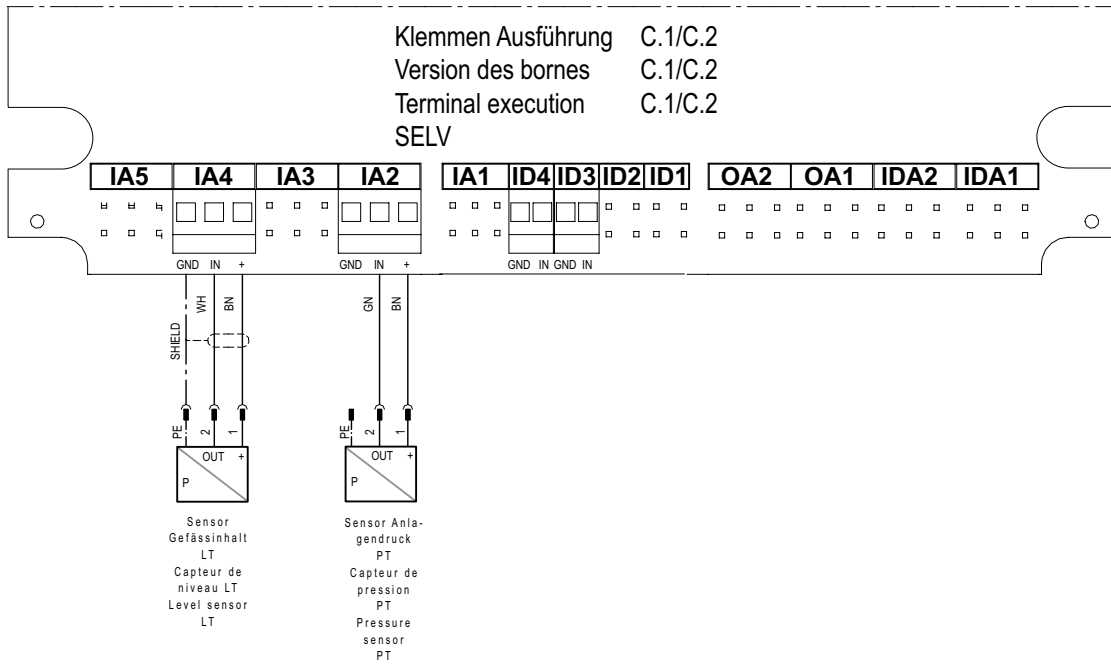 Klemmen Ausführung C.1/C.2
Version des bornes C.1/C.2
Terminal execution C.1/C.2
SELV
IA5 IA4 IA3 IA2 IA1 ID4 ID3 ID2 ID1 OA2 OA1 IDA2 IDA1
GND IN + GND IN + GND IN GND IN
SHIELD WH BN GN BN
PE 2 1 PE 2 1
OUT + OUT +
P P
Sensor
Gefässinhalt
LT
Capteur de
niveau LT
Level sensor
LT
Sensor Anla-
gendruck
PT
Capteur de
pression
PT
Pressure
sensor
PT